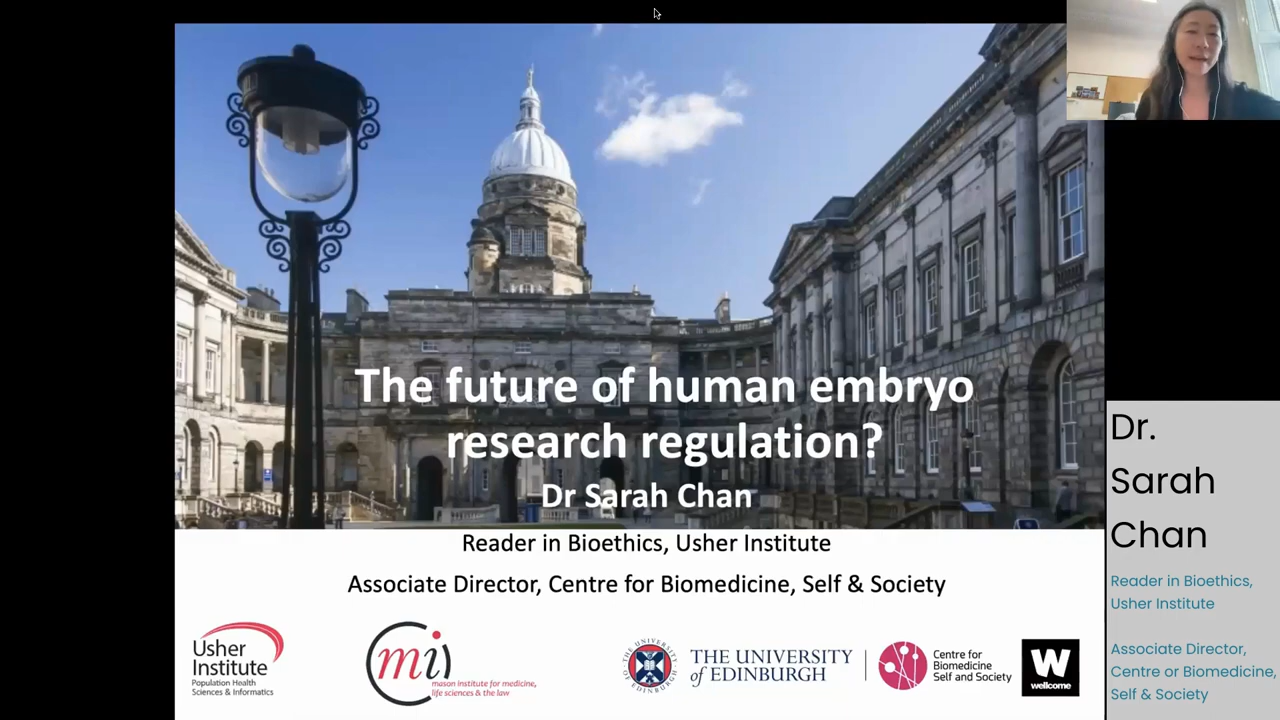 The future of human embryo
research regulation?
Dr Sarah Chan
Reader in Bioethics, Usher Institute
Associate Director, Centre for Biomedicine, Self & Society
Usher
Institute
Population Health
Sciences & Informatics
mi
mason institute for medicine,
life sciences & the law
THE UNIVERSITY
of EDINBURGH
Centre for
Biomedicine
Self and Society
W
wellcome
Dr.
Sarah
Chan
Reader in Bioethics,
Usher Institute
Associate Director,
Centre or Biomedicine,
Self & Society